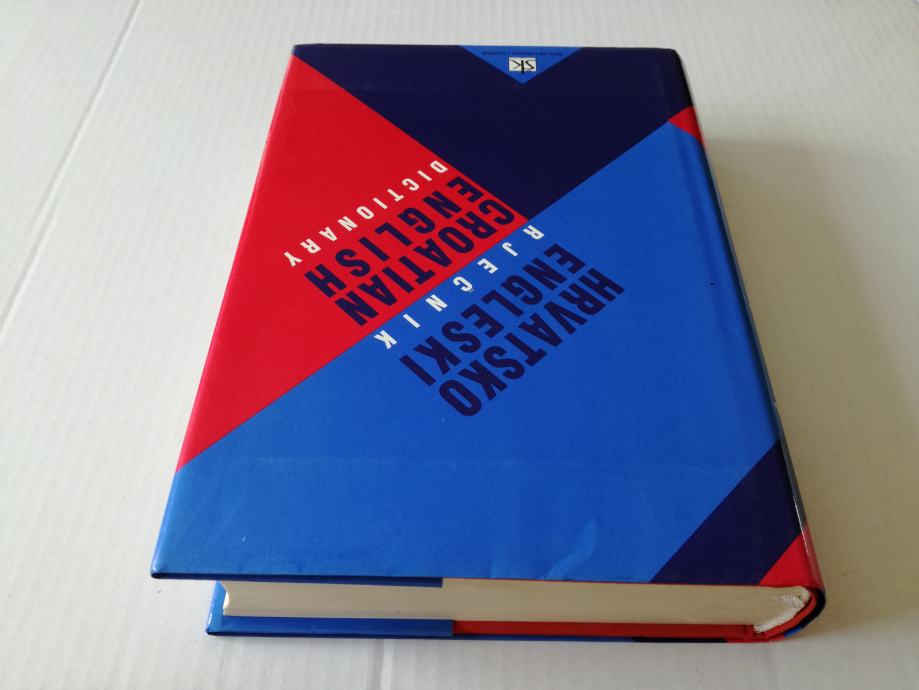 HRVATSKO
ENGLESKI
RJEČNIK
CROATIAN
ENGLISH
DICTIONARY
šk